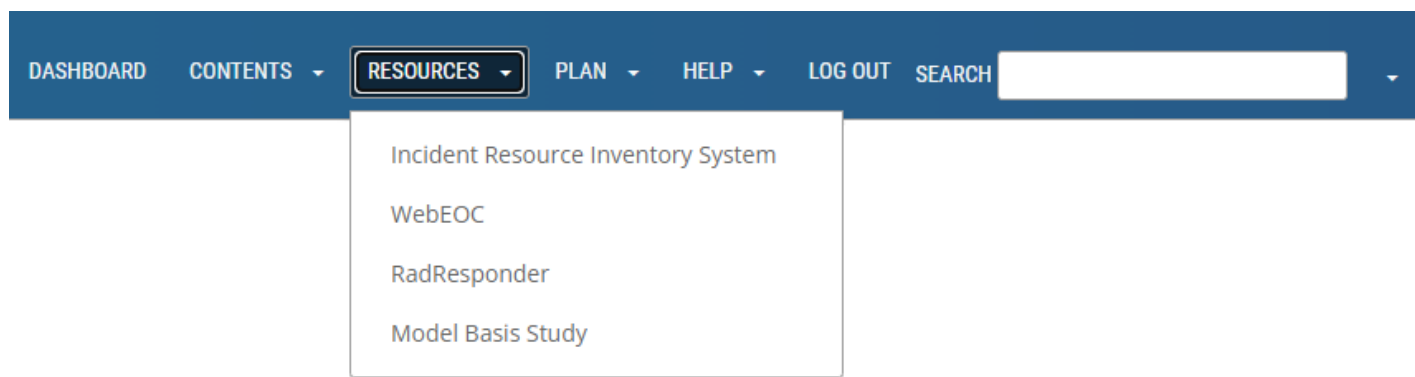 DASHBOARD CONTENTS RESOURCES PLAN HELP LOG OUT SEARCH
Incident Resource Inventory System
WebEOC
RadResponder
Model Basis Study